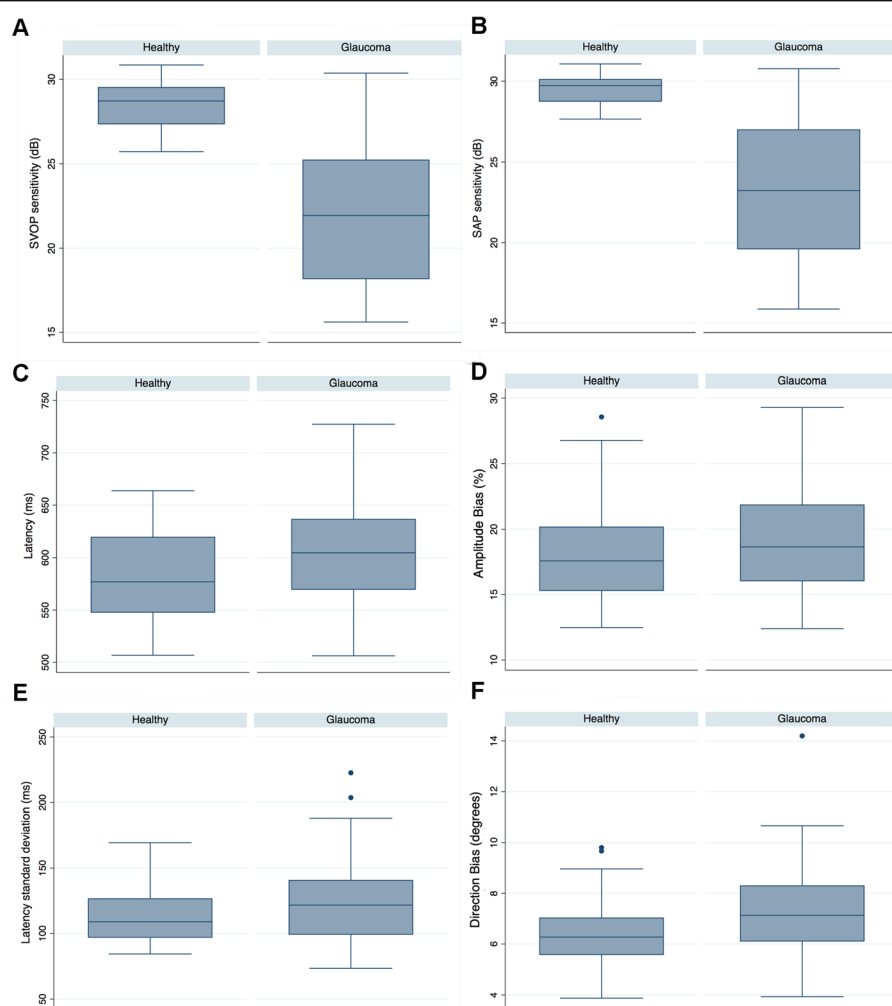 A
Healthy Glaucoma
SVOP sensitivity (dB)
30
25
20
15
B
Healthy Glaucoma
SAP sensitivity (dB)
30
25
20
15
C
Healthy Glaucoma
Latency (ms)
750
700
650
600
550
500
D
Healthy Glaucoma
Amplitude Bias (%)
30
25
20
15
10
E
Healthy Glaucoma
Latency standard deviation (ms)
250
200
150
100
50
F
Healthy Glaucoma
Direction Bias (degrees)
14
12
10
8
6
4